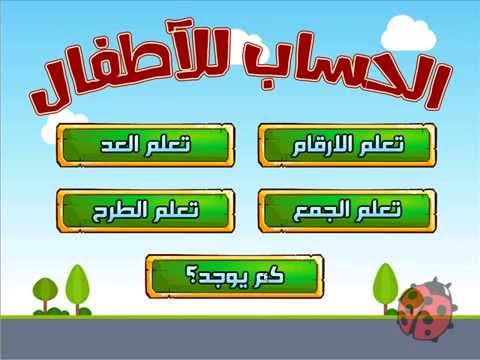 الحساب للأطفال
تعلم الارقام
تعلم العد
تعلم الجمع
تعلم الطرح
كم يوجد؟